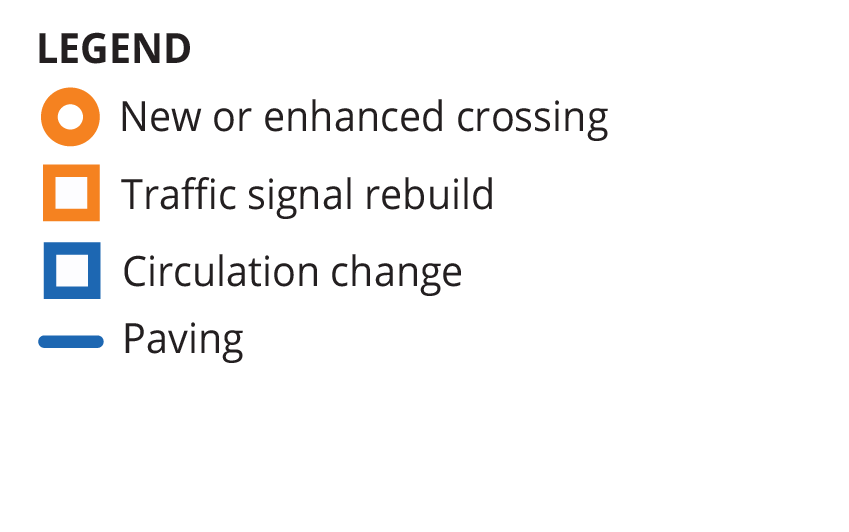 LEGEND
New or enhanced crossing
Traffic signal rebuild
Circulation change
Paving